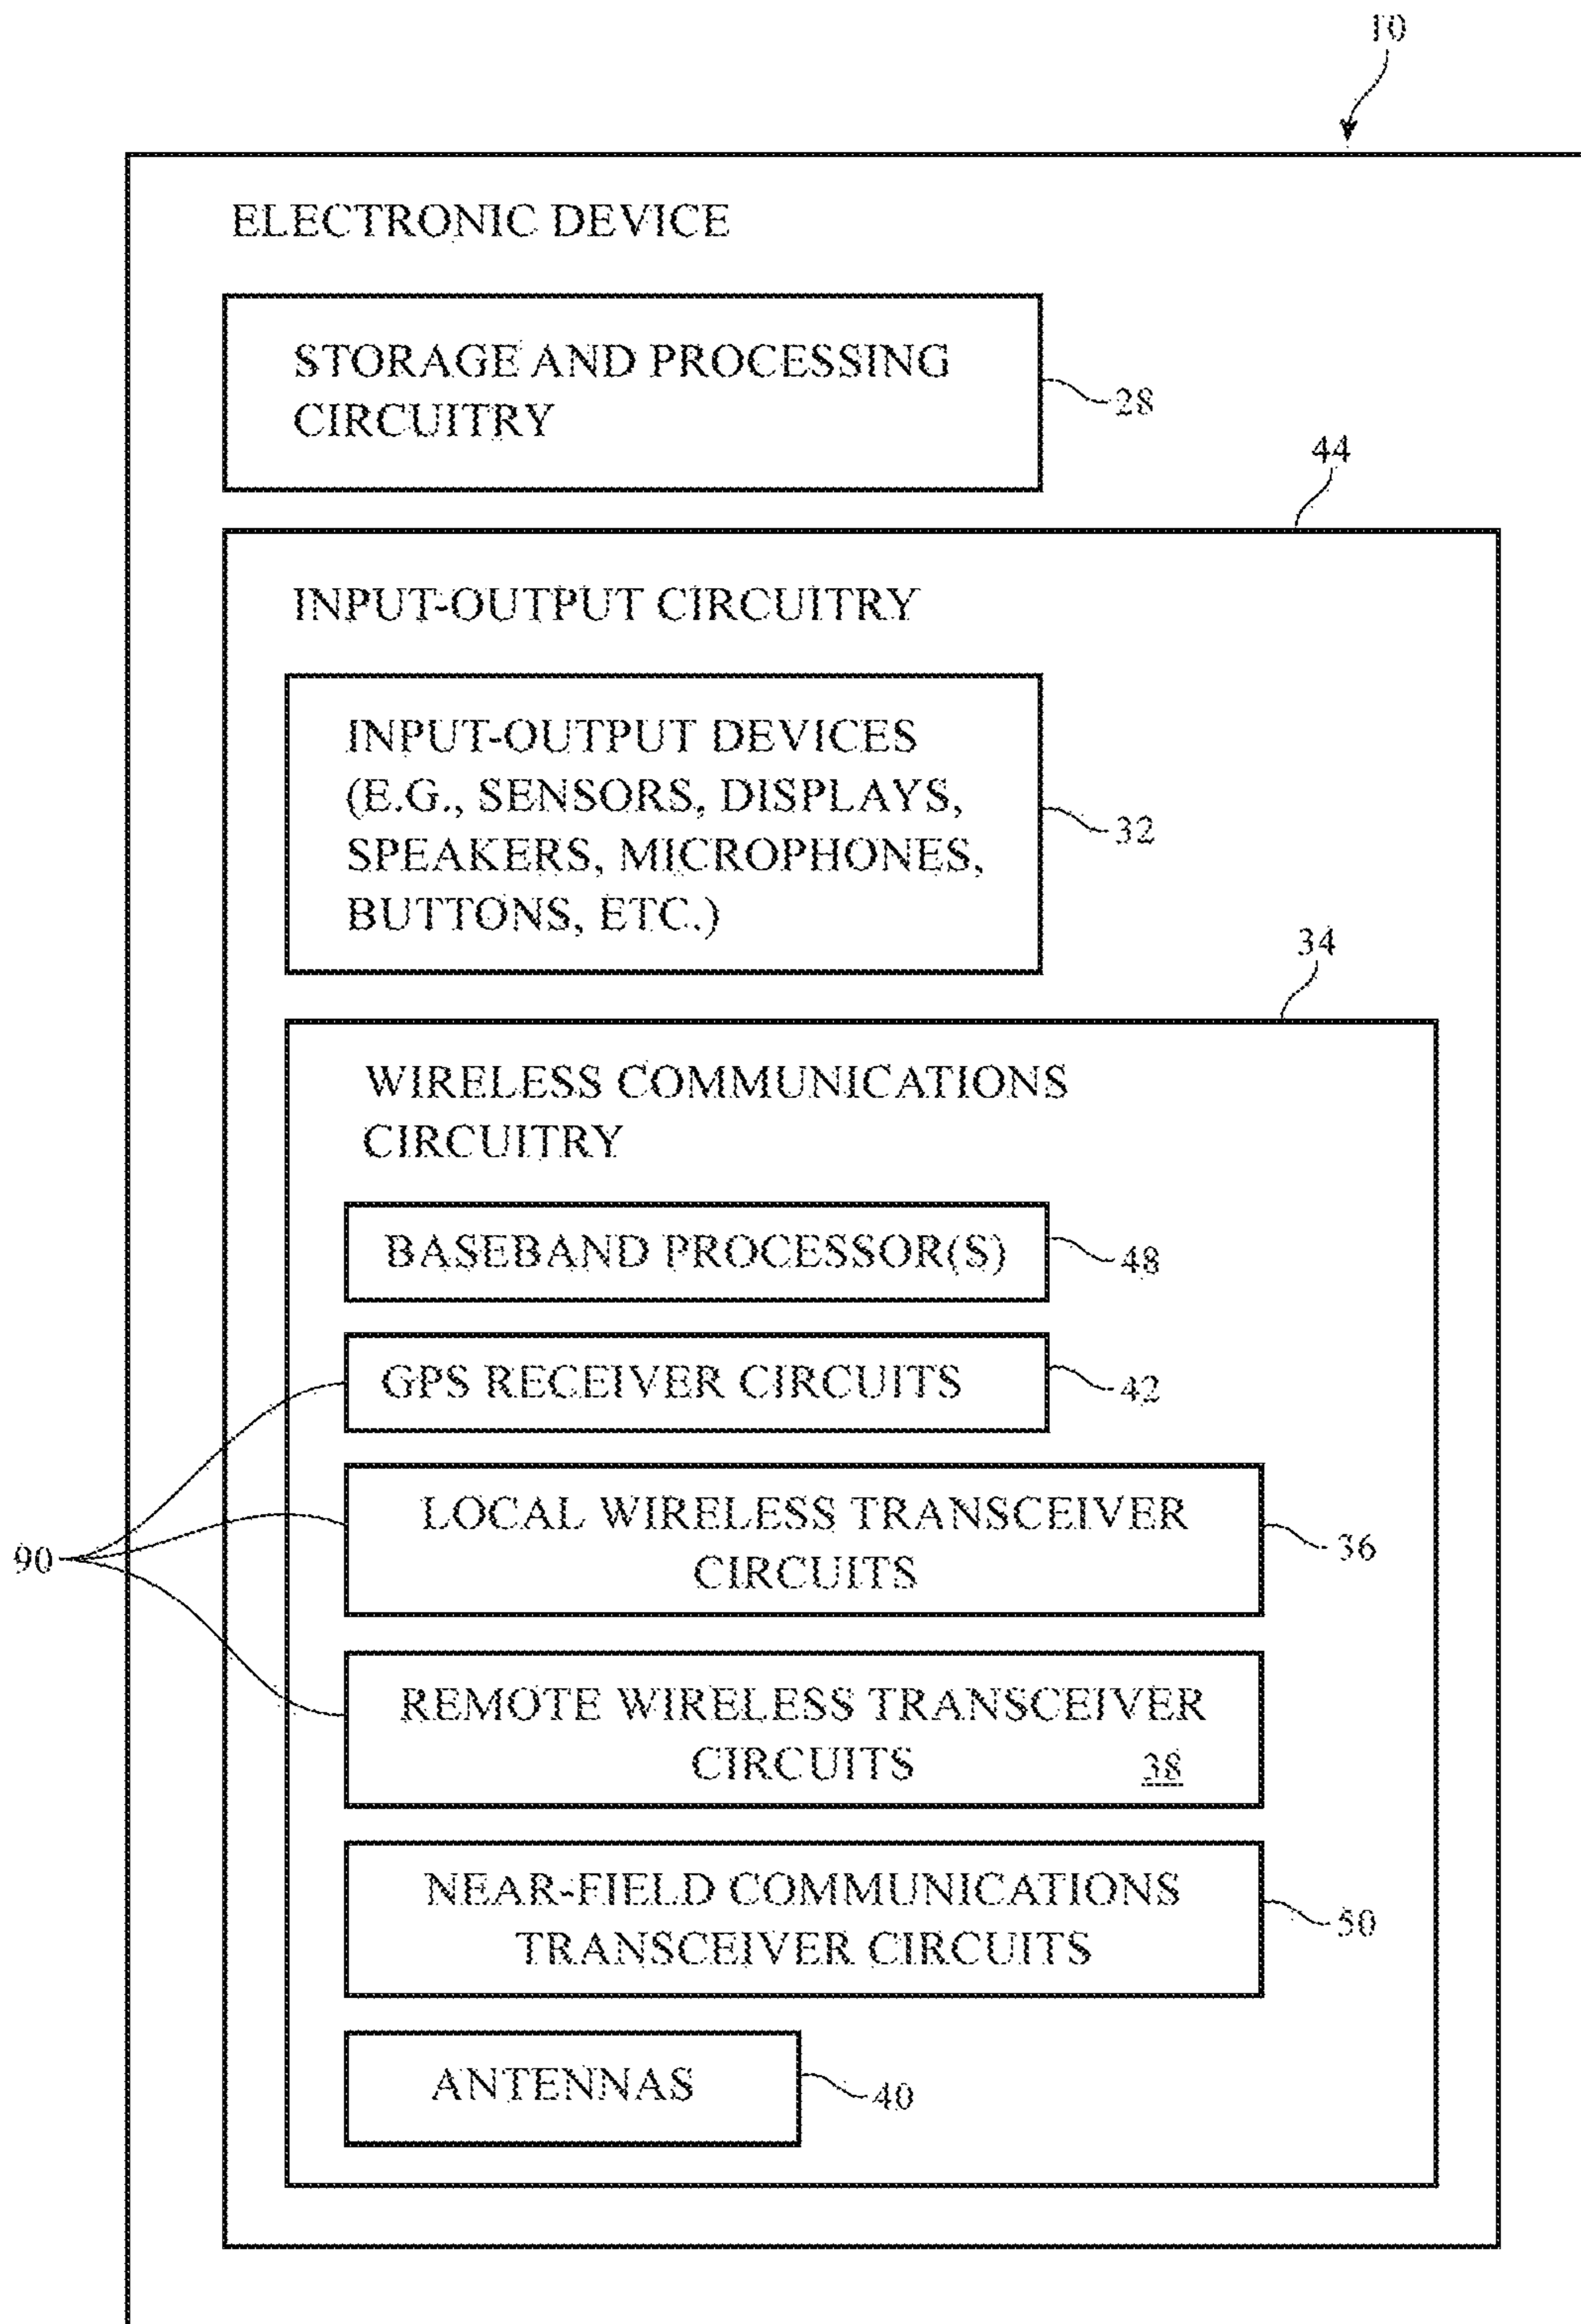 10
ELECTRONIC DEVICE
STORAGE AND PROCESSING
CIRCUITRY
28
44
INPUT-OUTPUT CIRCUITRY
INPUT-OUTPUT DEVICES
(E.G., SENSORS, DISPLAYS,
SPEAKERS, MICROPHONES,
BUTTONS, ETC.)
32
34
WIRELESS COMMUNICATIONS
CIRCUITRY
BASEBAND PROCESSOR(S)
48
GPS RECEIVER CIRCUITS
42
LOCAL WIRELESS TRANSCEIVER
CIRCUITS
36
90
REMOTE WIRELESS TRANSCEIVER
CIRCUITS 38
NEAR-FIELD COMMUNICATIONS
TRANSCEIVER CIRCUITS
50
ANTENNAS
40